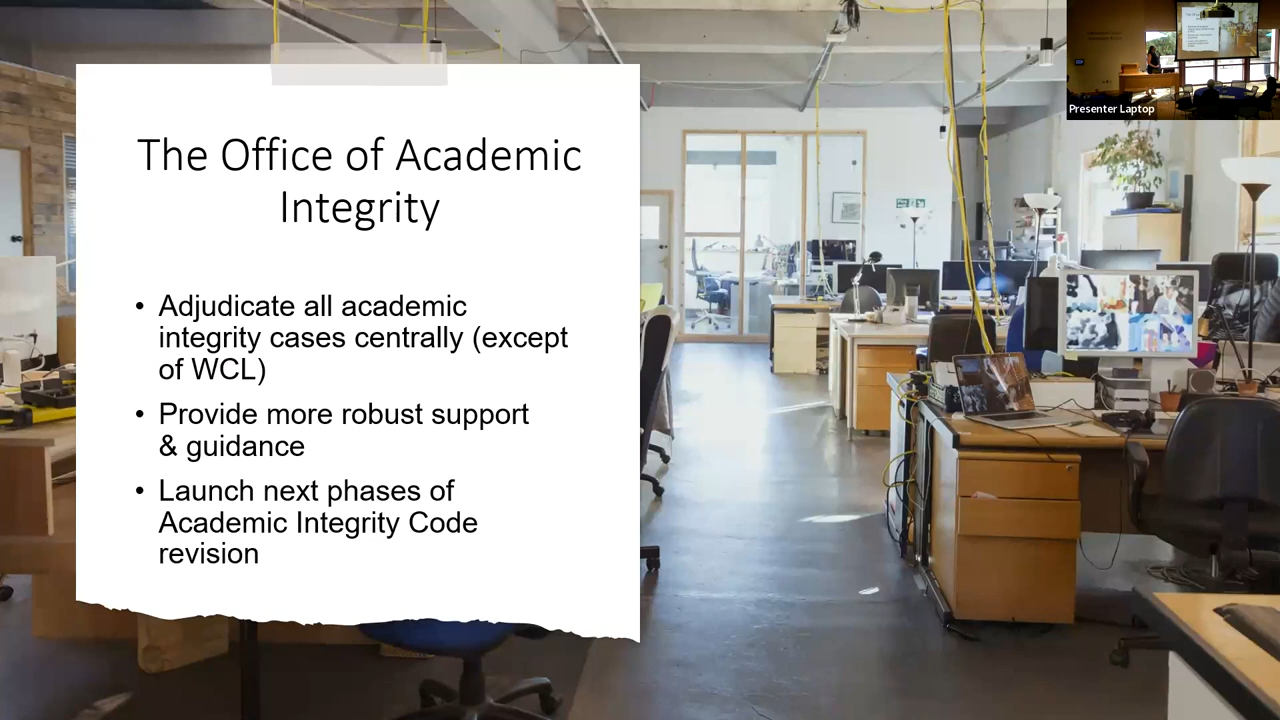 The Office of Academic
Integrity
• Adjudicate all academic
integrity cases centrally (except
of WCL)
• Provide more robust support
& guidance
• Launch next phases of
Academic Integrity Code
revision
Presenter Laptop